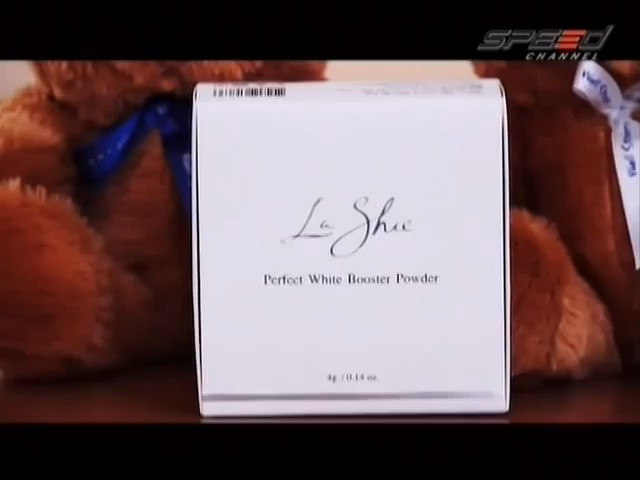 SPEED
CHANNEL
La Shie
Perfect White Booster Powder
4g. / 0.14 oz.